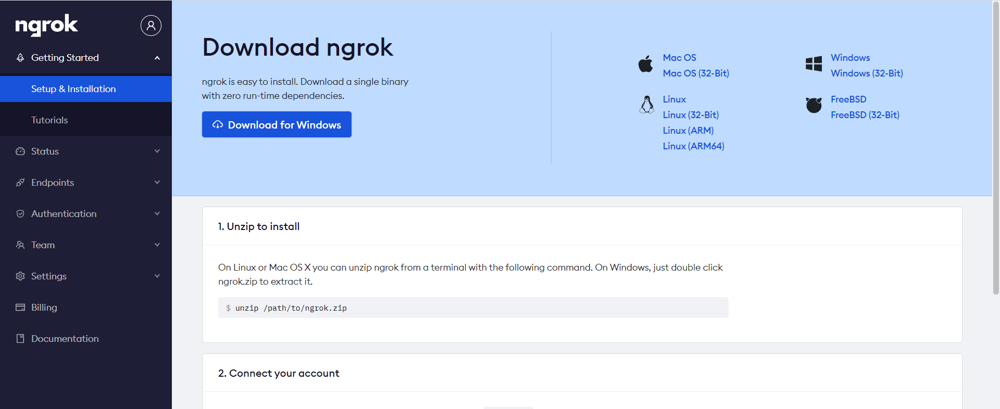 ngrok
Getting Started
Setup & Installation
Tutorials
Status
Endpoints
Authentication
Team
Settings
Billing
Documentation
Download ngrok
ngrok is easy to install. Download a single binary
with zero run-time dependencies.
Download for Windows
Mac OS
Mac OS (32-Bit)
Linux
Linux (32-Bit)
Linux (ARM)
Linux (ARM64)
Windows
Windows (32-Bit)
FreeBSD
FreeBSD (32-Bit)
1. Unzip to install
On Linux or Mac OS X you can unzip ngrok from a terminal with the following command. On Windows, just double click
ngrok.zip to extract it.
$ unzip /path/to/ngrok.zip
2. Connect your account